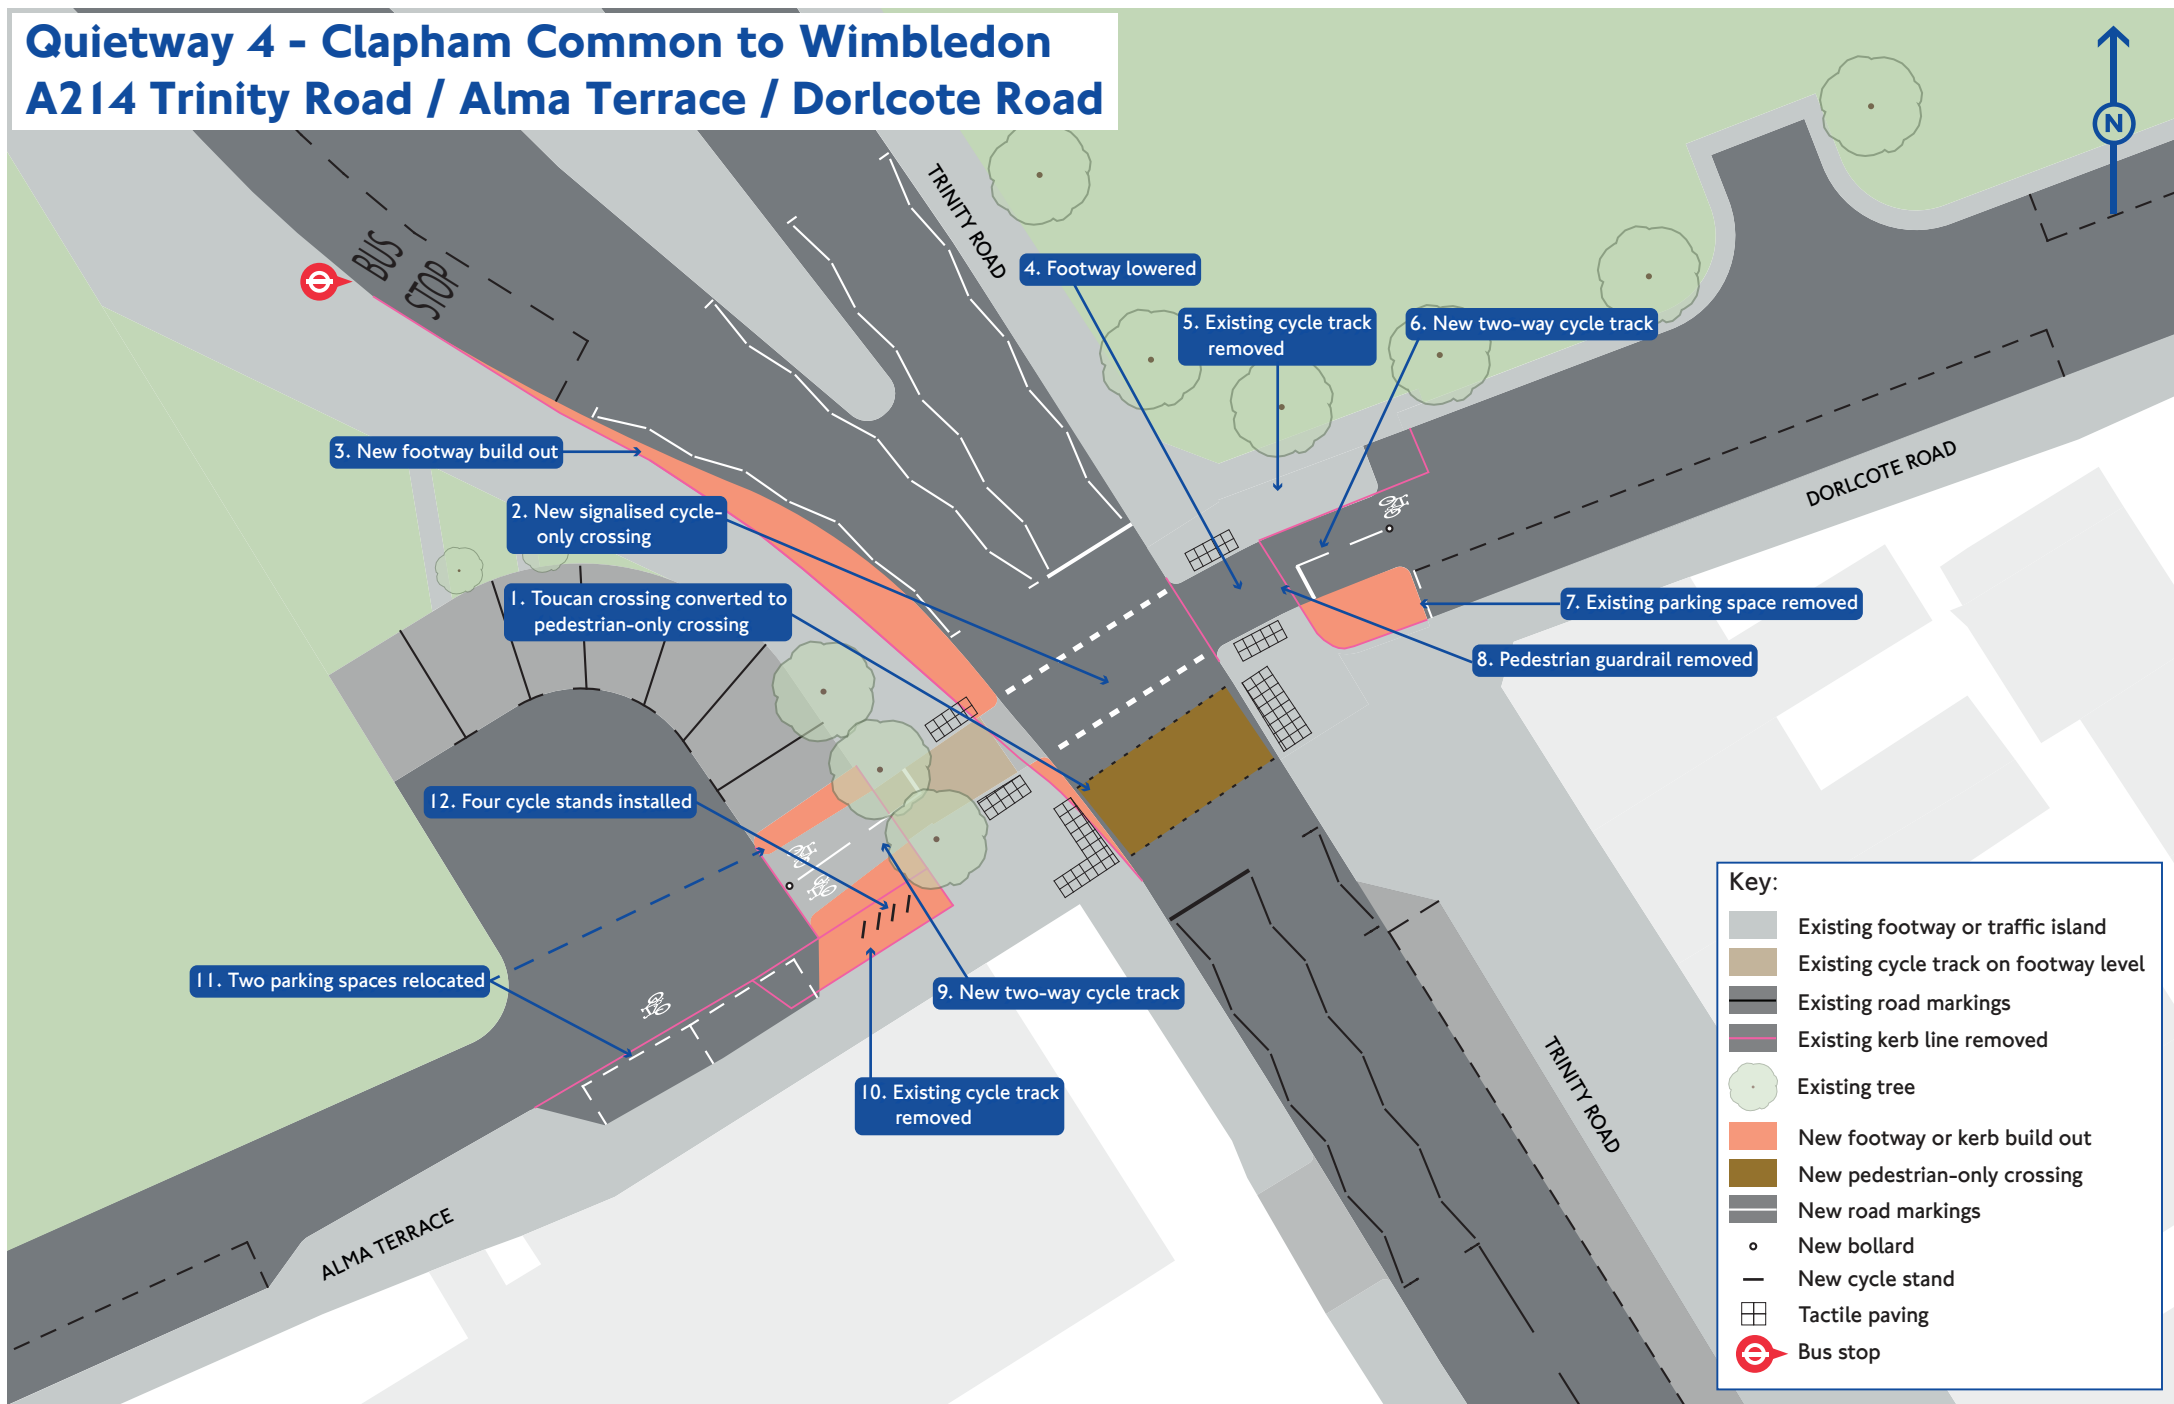 Quietway 4 - Clapham Common to Wimbledon
A214 Trinity Road / Alma Terrace / Dorlcote Road
N
TRINITY ROAD
BUS
STOP
4. Footway lowered
5. Existing cycle track
removed
6. New two-way cycle track
3. New footway build out
DORLCOTE ROAD
2. New signalised cycle-
only crossing
1. Toucan crossing converted to
pedestrian-only crossing
7. Existing parking space removed
8. Pedestrian guardrail removed
12. Four cycle stands installed
11. Two parking spaces relocated
9. New two-way cycle track
10. Existing cycle track
removed
TRINITY ROAD
ALMA TERRACE
Key:
Existing footway or traffic island
Existing cycle track on footway level
Existing road markings
Existing kerb line removed
Existing tree
New footway or kerb build out
New pedestrian-only crossing
New road markings
New bollard
New cycle stand
Tactile paving
Bus stop